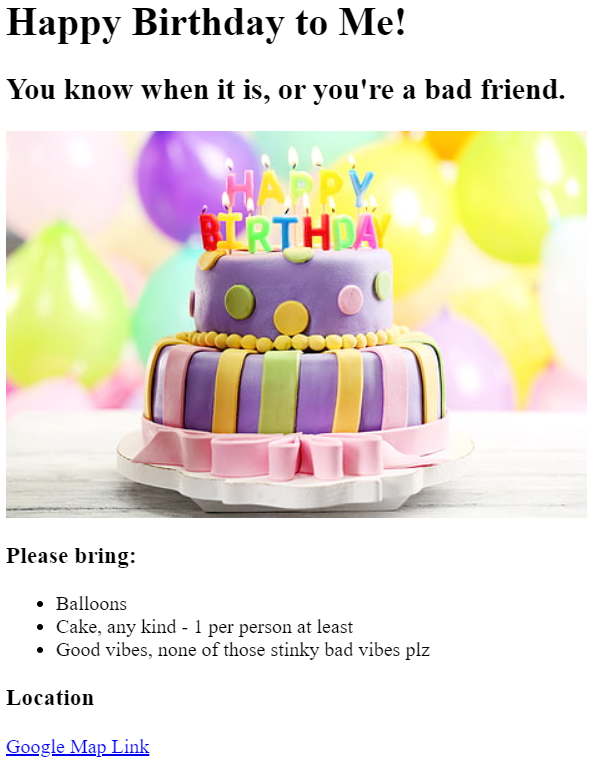 Happy Birthday to Me!
You know when it is, or you're a bad friend.
HAPPY
BIRTHDAY
Please bring:
Balloons
Cake, any kind - 1 per person at least
Good vibes, none of those stinky bad vibes plz
Location
Google Map Link